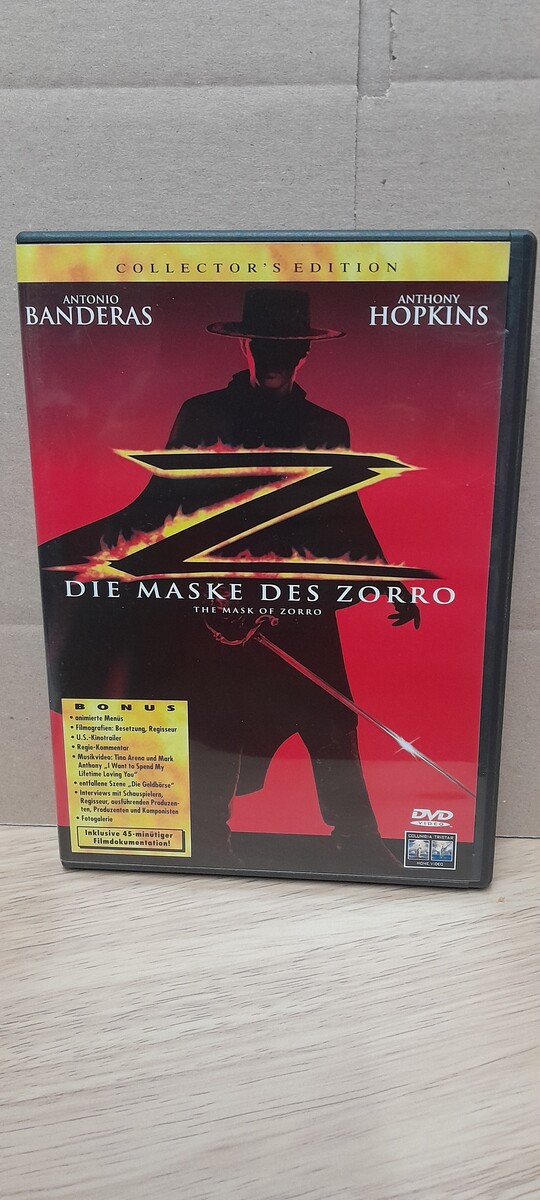 COLLECTOR'S EDITION
ANTONIO
BANDERAS
ANTHONY
HOPKINS
Z
DIE MASKE DES ZORRO
THE MASK OF ZORRO
BONUS
• animierte Menüs
• Filmografien: Besetzung, Regisseur
• U.S.-Kinotrailer
• Regie-Kommentar
• Musikvideo: Tina Arena und Mark
Anthony „I Want to Spend My
Lifetime Loving You"
• entfallene Szene „Die Geldbörse"
• Interviews mit Schauspielern,
Regisseur, ausführenden Produzen-
ten, Produzenten und Komponisten
• Fotogalerie
Inklusive 45-minütiger
Filmdokumentation!
DVD
VIDEO
COLUMBIA TRISTAR
HOME VIDEO